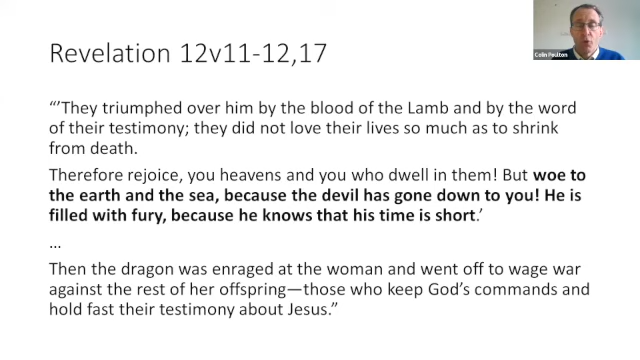 Revelation 12v11-12,17
Colin Poulton
“’They triumphed over him by the blood of the Lamb and by the word
of their testimony; they did not love their lives so much as to shrink
from death.
Therefore rejoice, you heavens and you who dwell in them! But woe to
the earth and the sea, because the devil has gone down to you! He is
filled with fury, because he knows that his time is short.’
...
Then the dragon was enraged at the woman and went off to wage war
against the rest of her offspring—those who keep God’s commands and
hold fast their testimony about Jesus.”